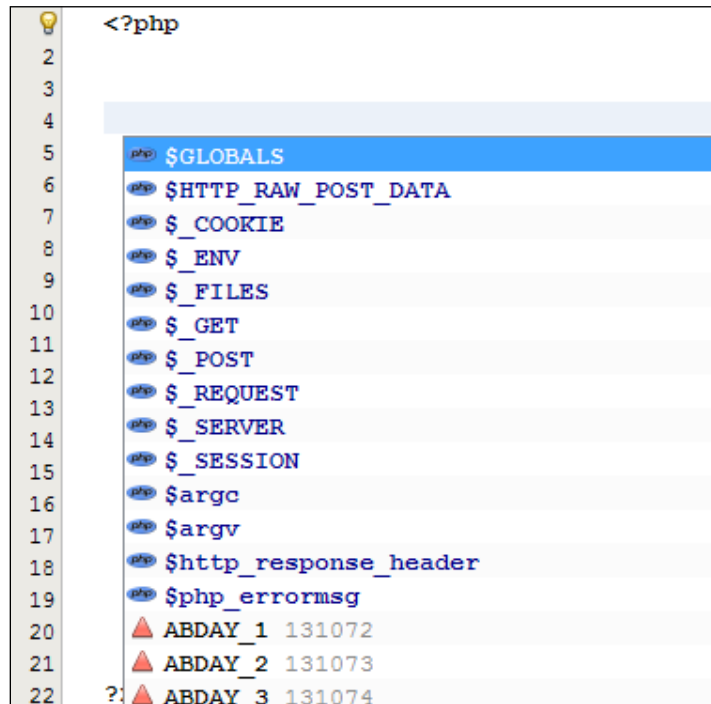 <?php
2
3
4
5 $GLOBALS
6 $HTTP_RAW_POST_DATA
7 $_COOKIE
8 $_ENV
9 $_FILES
10 $_GET
11 $_POST
12 $_REQUEST
13 $_SERVER
14 $_SESSION
15 $argc
16 $argv
17 $http_response_header
18 $php_errormsg
19 ABDAY_1 131072
20 ABDAY_2 131073
21 ABDAY_3 131074
22 ?>